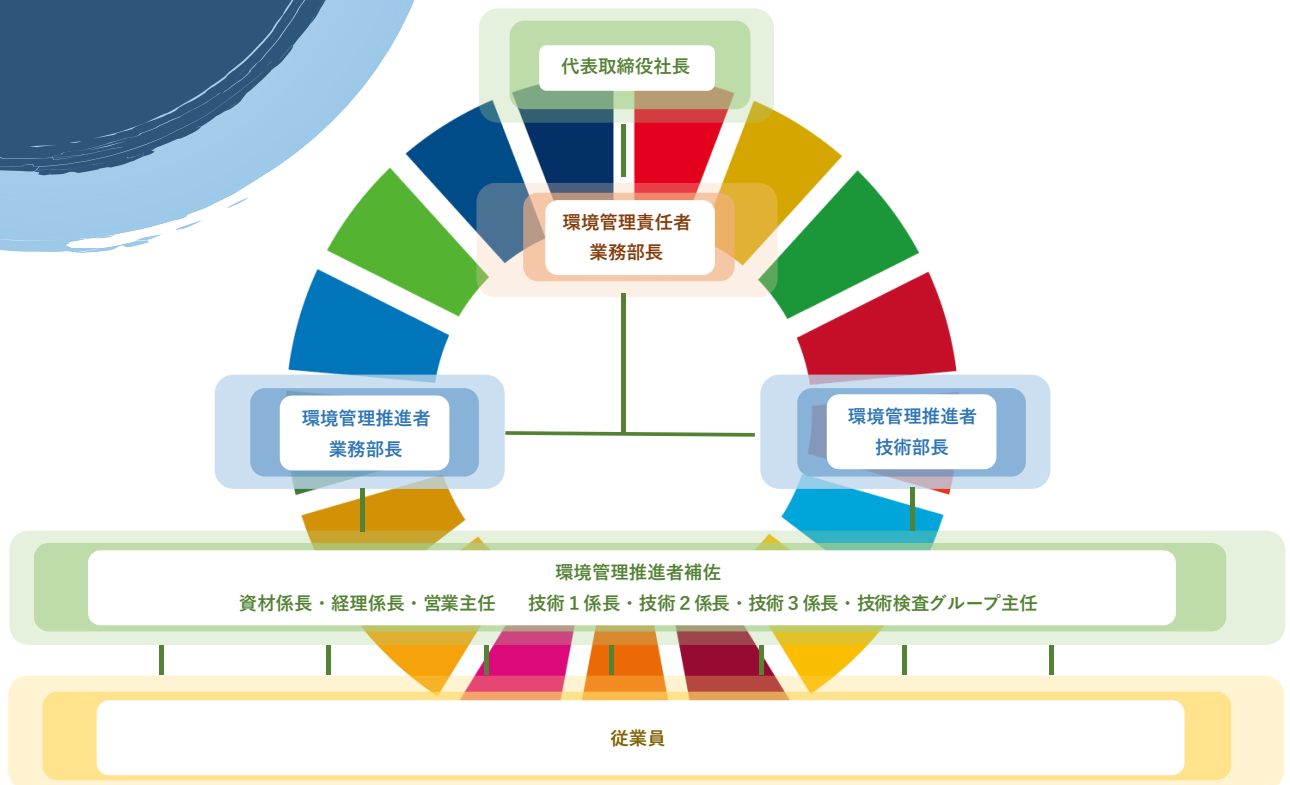 代表取締役社長
環境管理責任者
業務部長
環境管理推進者
業務部長
環境管理推進者
技術部長
環境管理推進者補佐
資材係長・経理係長・営業主任　技術１係長・技術２係長・技術３係長・技術検査グループ主任
従業員